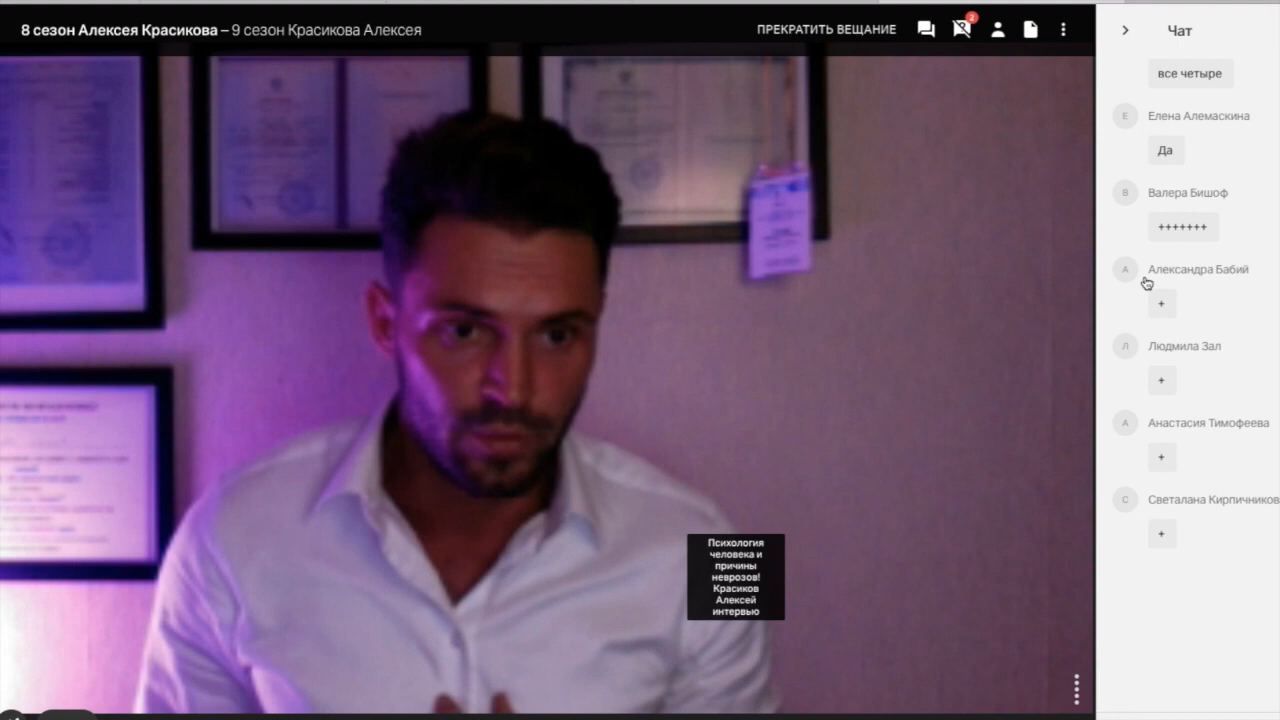 8 сезон Алексея Красикова – 9 сезон Красикова Алексея
ПРЕКРАТИТЬ ВЕЩАНИЕ
2
Чат
все четыре
Е
Елена Алемаскина
Да
В
Валера Бишоф
+++++++
А
Александра Бабий
+
Л
Людмила Зал
+
А
Анастасия Тимофеева
+
С
Светалана Кирпичников
+
Психология
человека и
причины
неврозов!
Красиков
Алексей
интервью